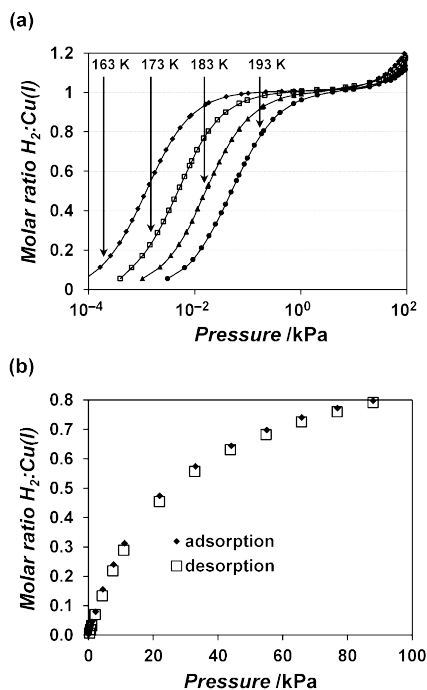 (a)
Molar ratio H₂:Cu(I)
1.2
1
0.8
0.6
0.4
0.2
0
163 K 173 K 183 K 193 K
10⁻⁴ 10⁻² 10⁰ 10²
Pressure /kPa
(b)
Molar ratio H₂:Cu(I)
0.8
0.7
0.6
0.5
0.4
0.3
0.2
0.1
0.0
adsorption
desorption
0 20 40 60 80 100
Pressure /kPa